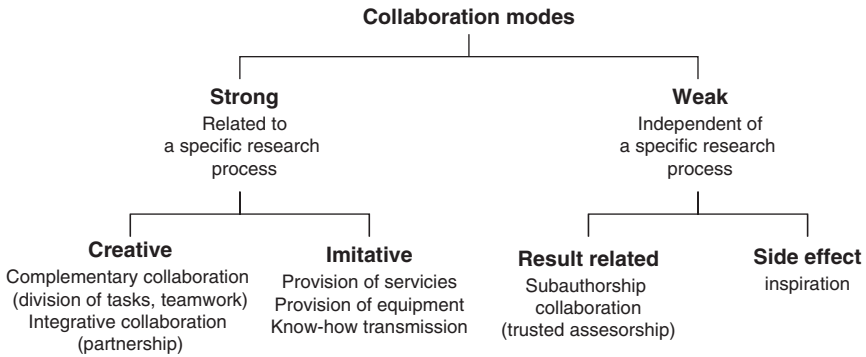 Collaboration modes
Strong
Related to
a specific research
process
Weak
Independent of
a specific research
process
Creative
Complementary collaboration
(division of tasks, teamwork)
Integrative collaboration
(partnership)
Imitative
Provision of servicies
Provision of equipment
Know-how transmission
Result related
Subauthorship
collaboration
(trusted assesorship)
Side effect
inspiration